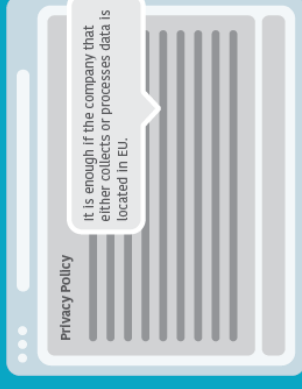 It is enough if the company that
either collects or processes data is
located in EU.
Privacy Policy